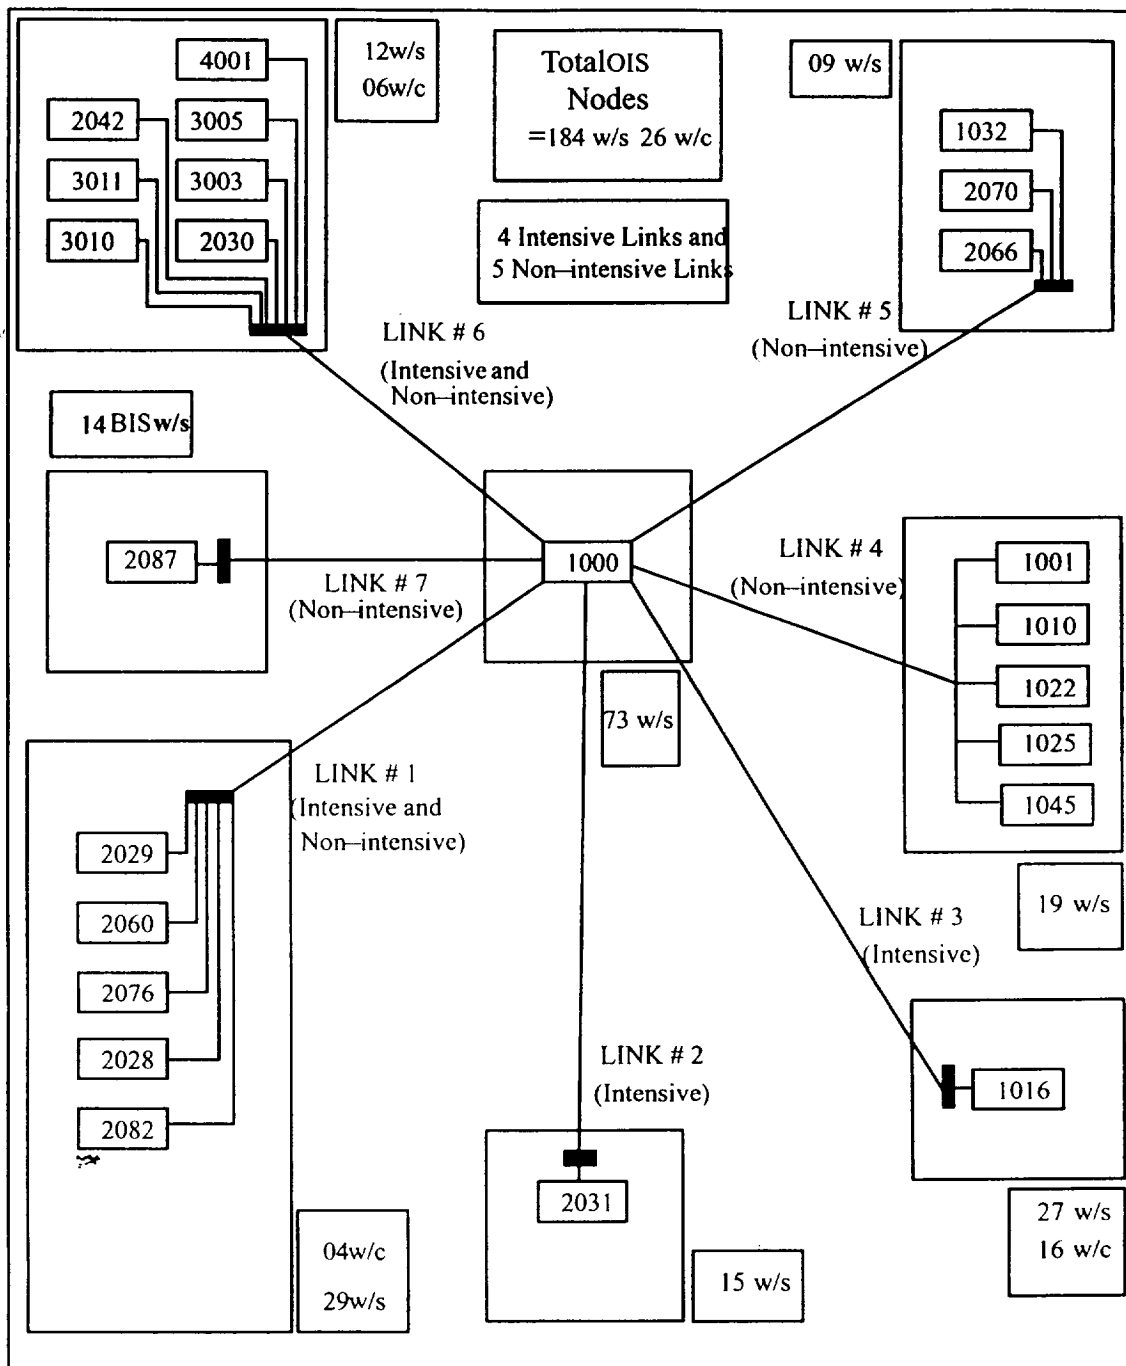 4001
2042
3005
3011
3003
3010
2030
12w/s
06w/c
TotalOIS
Nodes
=184 w/s 26 w/c
4 Intensive Links and
5 Non-intensive Links
09 w/s
1032
2070
2066
LINK # 6
(Intensive and
Non-intensive)
LINK # 5
(Non-intensive)
14 BIS w/s
2087
LINK # 7
(Non-intensive)
1000
73 w/s
LINK # 4
(Non-intensive)
1001
1010
1022
1025
1045
19 w/s
LINK # 1
(Intensive and
Non-intensive)
2029
2060
2076
2028
2082
04w/c
29w/s
LINK # 2
(Intensive)
2031
15 w/s
LINK # 3
(Intensive)
1016
27 w/s
16 w/c